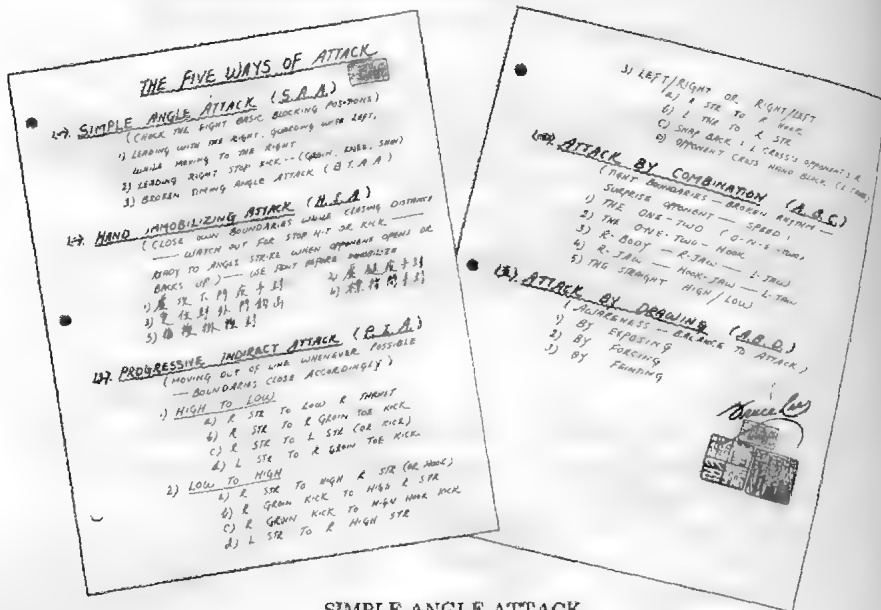 THE FIVE WAYS OF ATTACK
(一). SIMPLE ANGLE ATTACK (S.A.A.)
(CHECK THE EIGHT BASIC BLOCKING POSITIONS)
1) LEADING WITH THE RIGHT, GUARDING WITH LEFT,
WHILE MOVING TO THE RIGHT
2) LEADING RIGHT STOP KICK -- (GROIN, KNEE, SHIN)
3) BROKEN TIMING ANGLE ATTACK (B.T.A.A)
HAND IMMOBILIZING ATTACK (H.I.A)
(CLOSE DOWN BOUNDARIES WHILE CLOSING DISTANCE
— WATCH OUT FOR STOP HIT OR KICK —
READY TO ANGLE STRIKE WHEN OPPONENT OPENS OR
BACKS UP) — USE FEINT BEFORE IMMOBILIZE
1)
2)
3)
4)
5)
(三). PROGRESSIVE INDIRECT ATTACK (P.I.A.)
(MOVING OUT OF LINE WHENEVER POSSIBLE
— BOUNDARIES CLOSE ACCORDINGLY)
1) HIGH TO LOW
a) R STR TO LOW R THRUST
b) R STR TO R GROIN TOE KICK
c) R STR TO L STR (OR KICK)
d) L STR TO R GROIN TOE KICK.
2) LOW TO HIGH
a) R STR TO HIGH R STR (OR HOOK)
b) R GROIN KICK TO HIGH R STR
c) R GROIN KICK TO HIGH HOOK KICK
d) L STR TO R HIGH STR
3) LEFT/RIGHT OR RIGHT/LEFT
a) R STR TO R HOOK
b) L THR TO R STR
c) SNAP BACK & L CROSS'S OPPONENT'S R
d) OPPONENT CROSS HAND BLOCK
(四). ATTACK BY COMBINATION (A.B.C.)
(TIGHT BOUNDARIES — BROKEN RHYTHM —
SURPRISE OPPONENT — SPEED)
1) THE ONE-TWO (O-N-E-TWO)
2) THE ONE-TWO-HOOK
3) R-BODY — R-JAW — L-JAW
4) R-JAW — HOOK-JAW — L-JAW
5) THE STRAIGHT HIGH/LOW
(五). ATTACK BY DRAWING (A.B.D.)
(AWARENESS — BALANCE TO ATTACK)
1) BY EXPOSING
2) BY FORCING
3) BY FEINTING
Bruce Lee
SIMPLE ANGLE ATTACK